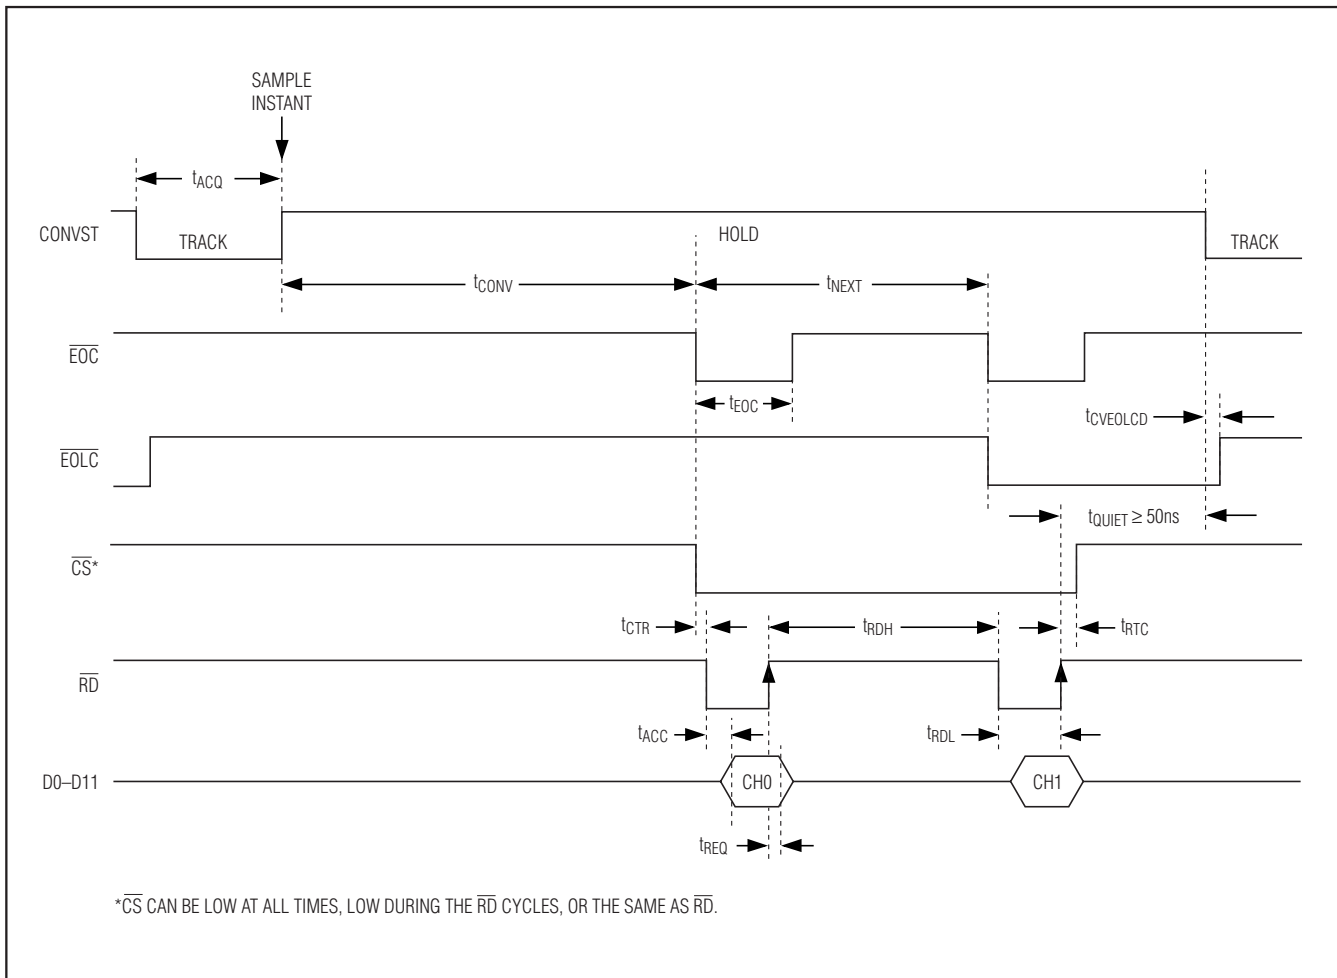 SAMPLE
INSTANT
tACQ
CONVST
TRACK
HOLD
TRACK
tCONV
tNEXT
EOC
tEOC
tCVEOLCD
EOLC
tQUIET ≥ 50ns
CS*
tCTR
tRDH
tRTC
RD
tACC
tRDL
D0–D11
CH0
CH1
tREQ
*CS CAN BE LOW AT ALL TIMES, LOW DURING THE RD CYCLES, OR THE SAME AS RD.